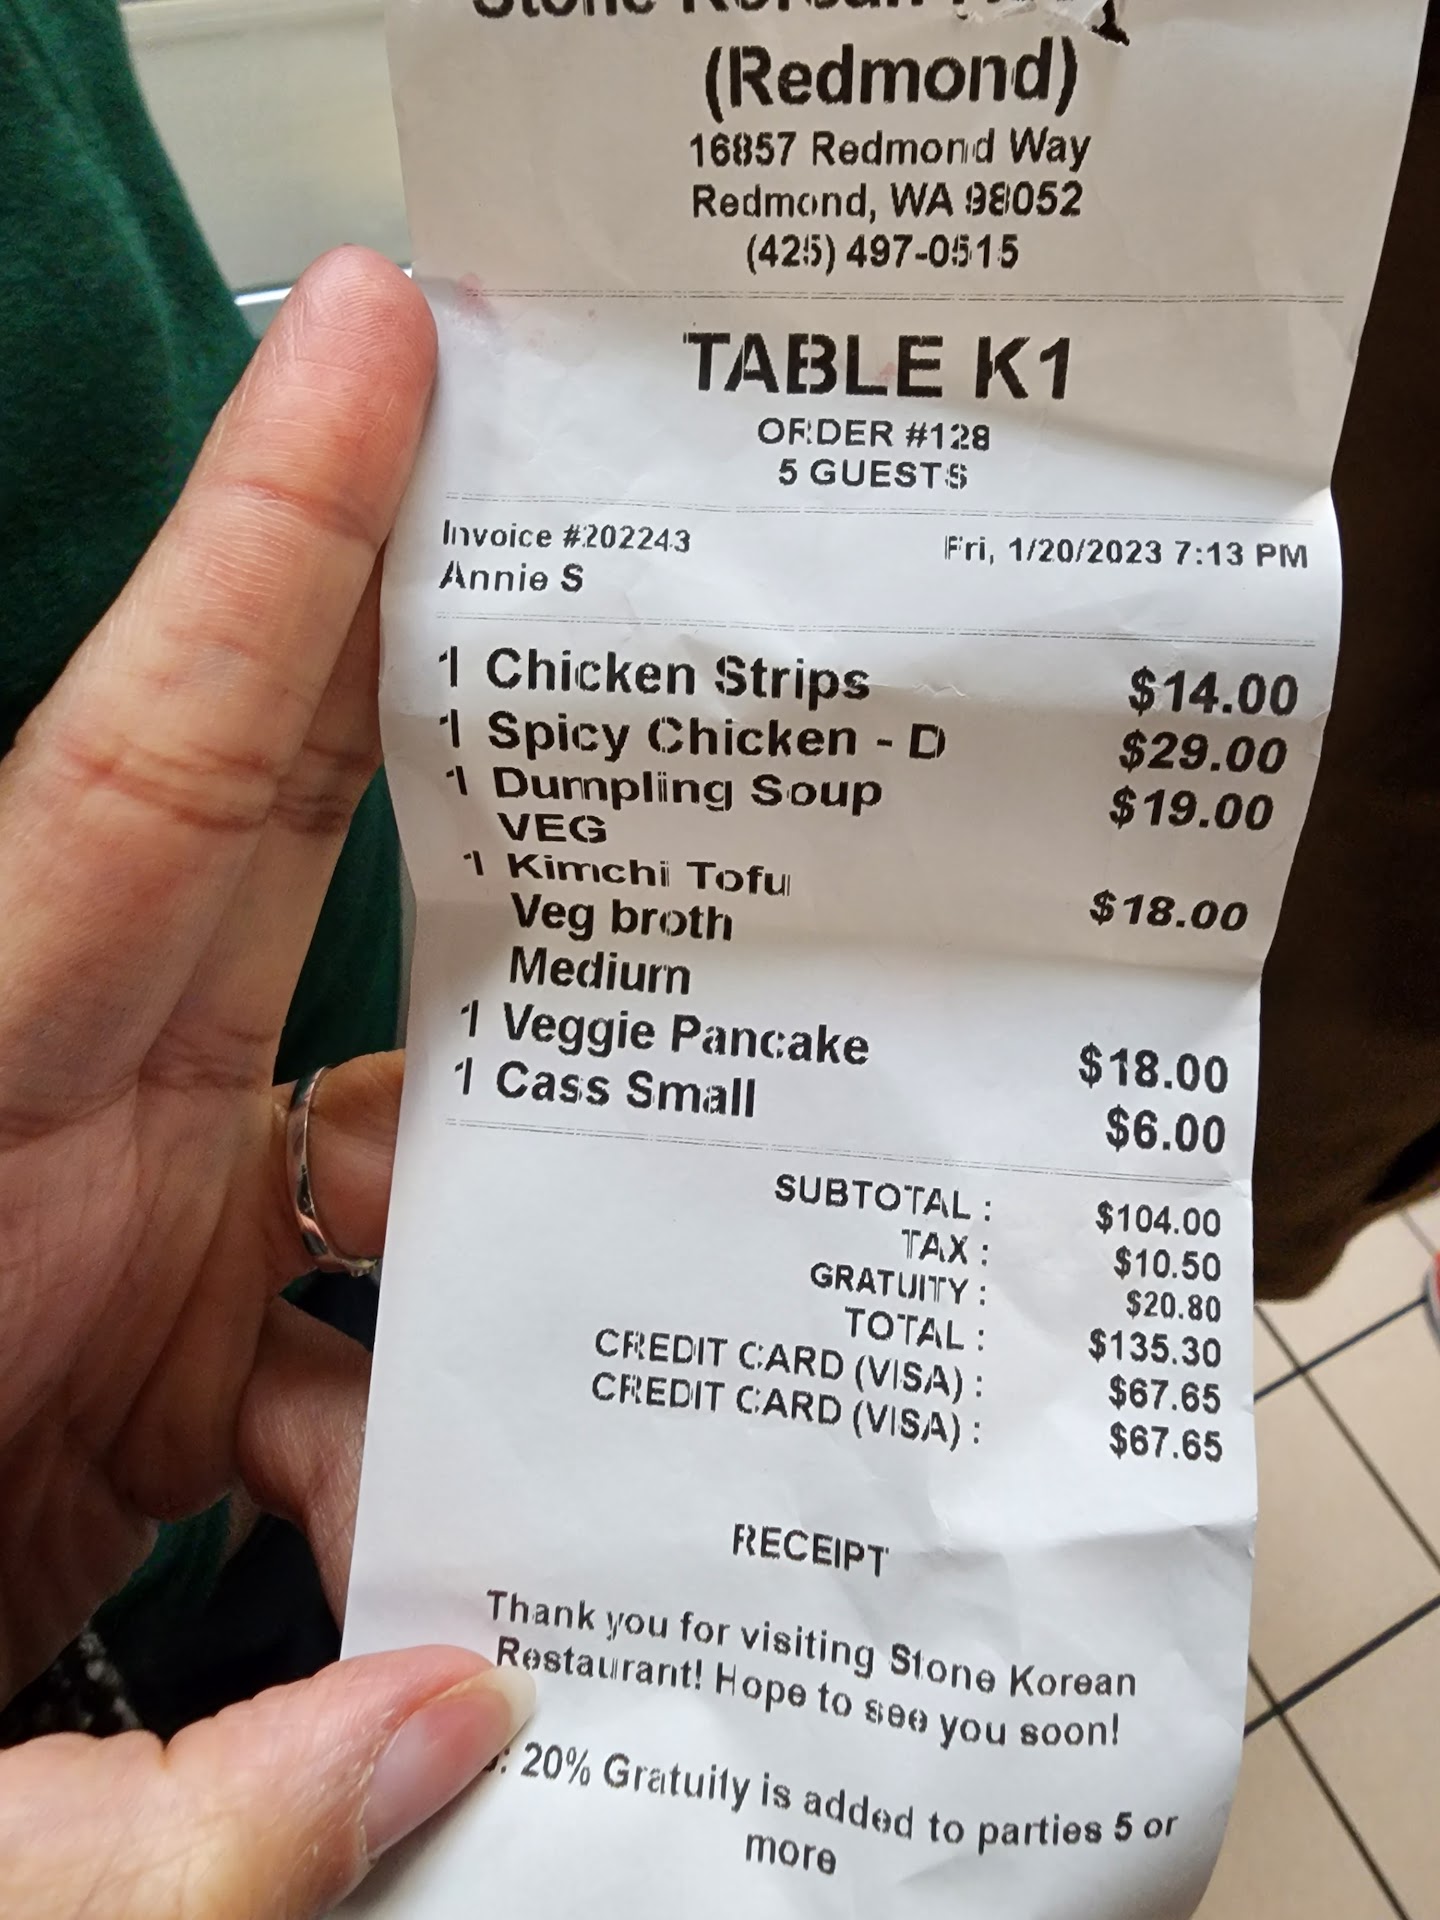 Stone Korean
(Redmond)
16857 Redmond Way
Redmond, WA 98052
(425) 497-0515
TABLE K1
ORDER #128
5 GUESTS
Invoice #202243 Fri, 1/20/2023 7:13 PM
Annie S
1 Chicken Strips $14.00
1 Spicy Chicken - D $29.00
1 Dumpling Soup $19.00
VEG
1 Kimchi Tofu $18.00
Veg broth
Medium
1 Veggie Pancake $18.00
1 Cass Small $6.00
SUBTOTAL : $104.00
TAX : $10.50
GRATUITY : $20.80
TOTAL : $135.30
CREDIT CARD (VISA) : $67.65
CREDIT CARD (VISA) : $67.65
RECEIPT
Thank you for visiting Stone Korean
Restaurant! Hope to see you soon!
: 20% Gratuity is added to parties 5 or
more